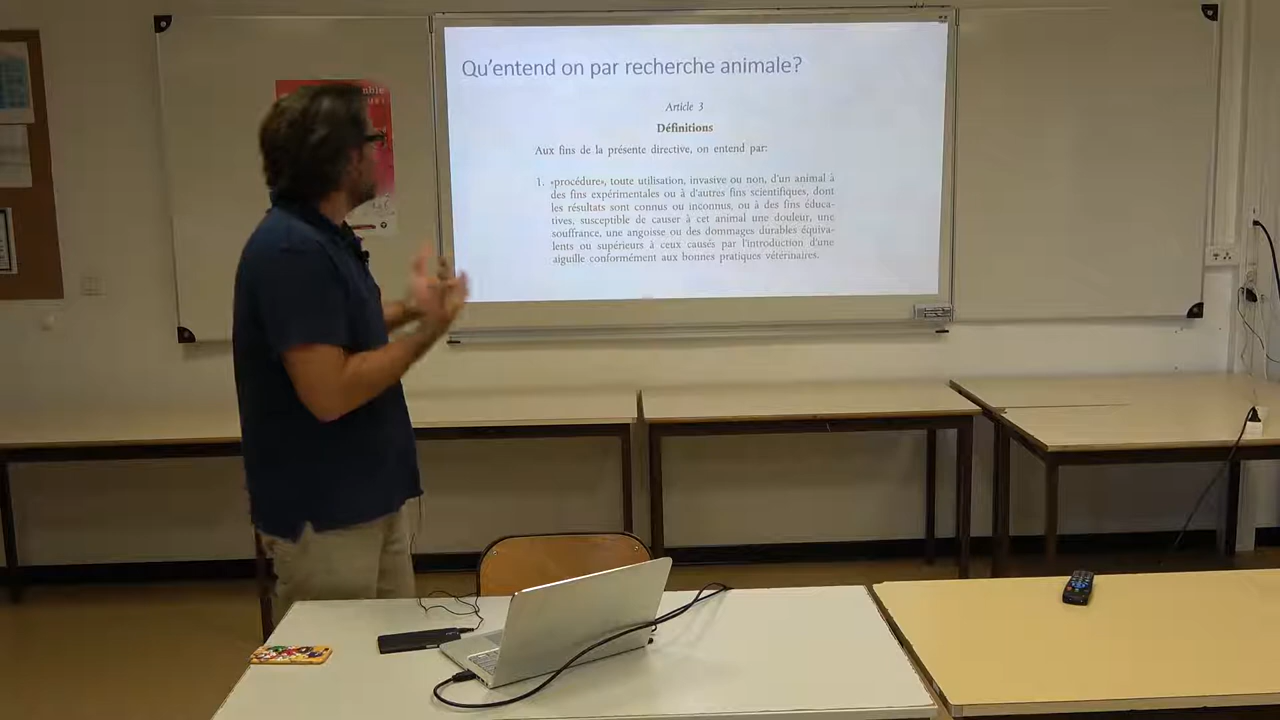 Qu'entend on par recherche animale?
Article 3
Définitions
Aux fins de la présente directive, on entend par:
1. «procédure», toute utilisation, invasive ou non, d'un animal à
des fins expérimentales ou à d'autres fins scientifiques, dont
les résultats sont connus ou inconnus, ou à des fins éduca-
tives, susceptible de causer à cet animal une douleur, une
souffrance, une angoisse ou des dommages durables équiva-
lents ou supérieurs à ceux causés par l'introduction d'une
aiguille conformément aux bonnes pratiques vétérinaires.